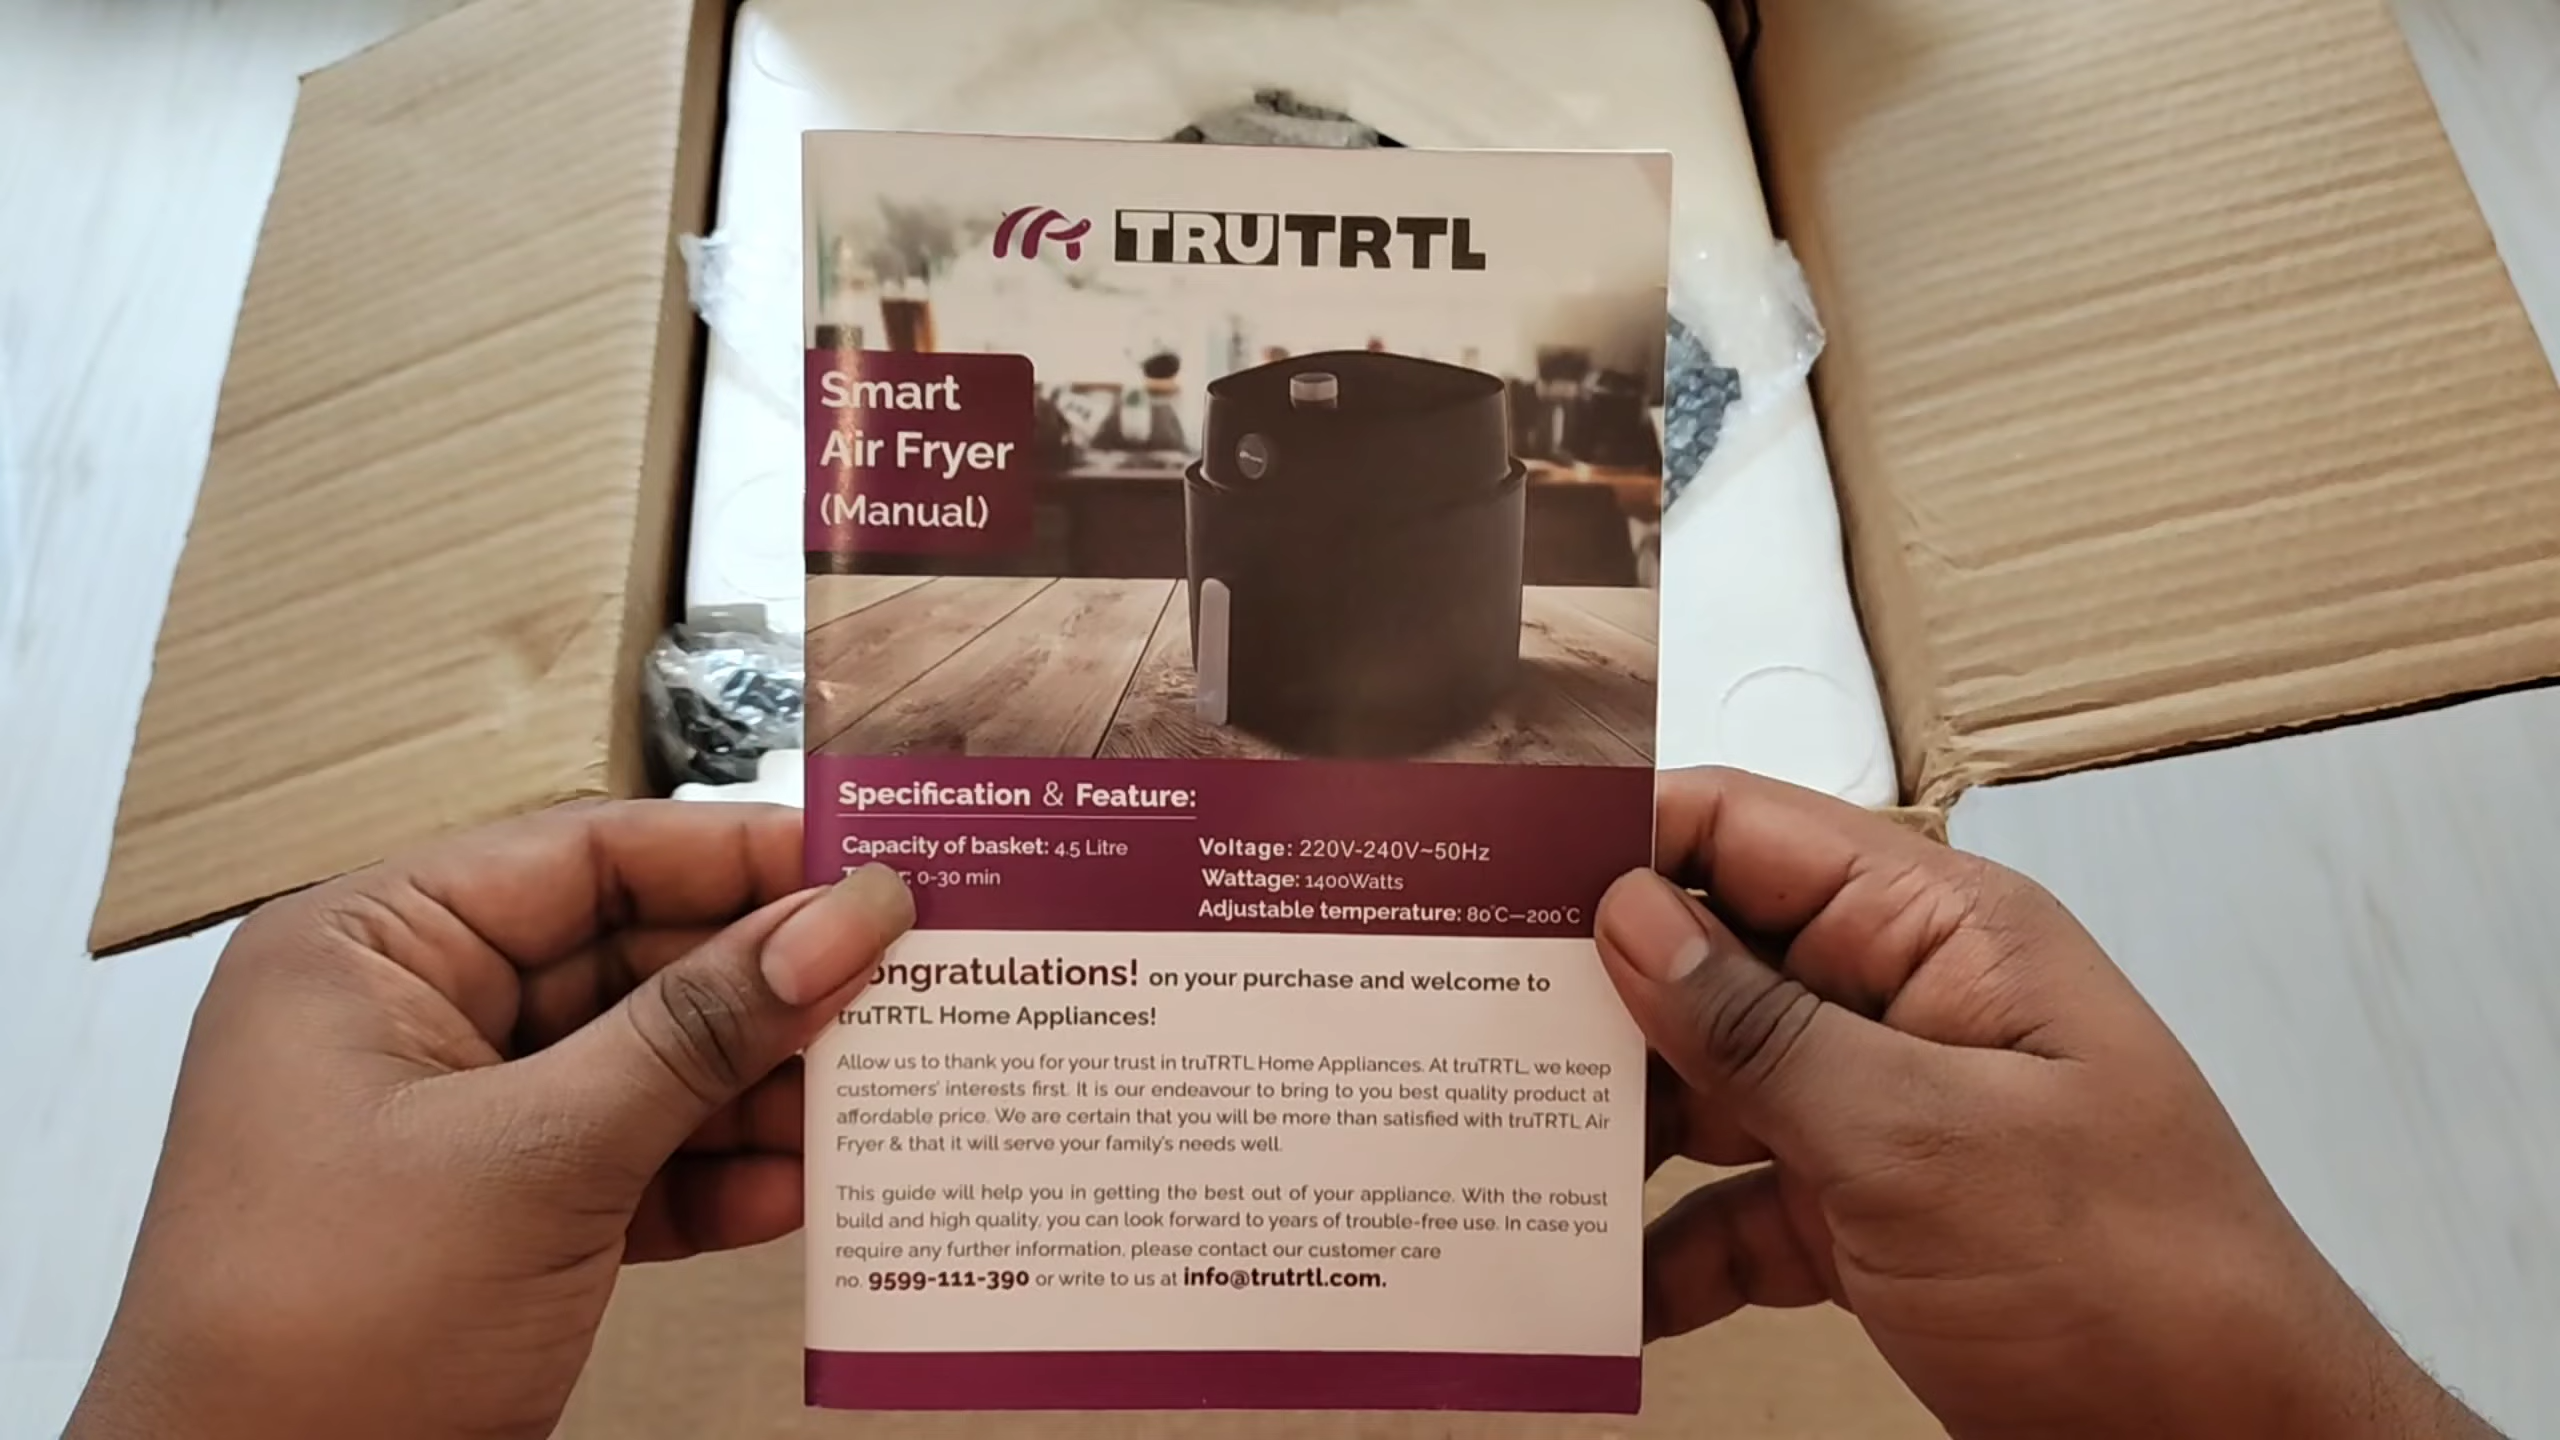 TRUTRTL
Smart
Air Fryer
(Manual)
Specification & Feature:
Capacity of basket: 4.5 Litre
0-30 min
Voltage: 220V-240V~50Hz
Wattage: 1400Watts
Adjustable temperature: 80°C—200°C
ongratulations! on your purchase and welcome to
truTRTL Home Appliances!
Allow us to thank you for your trust in truTRTL Home Appliances. At truTRTL, we keep
customers' interests first. It is our endeavour to bring to you best quality product at
affordable price. We are certain that you will be more than satisfied with truTRTL Air
Fryer & that it will serve your family's needs well.
This guide will help you in getting the best out of your appliance. With the robust
build and high quality, you can look forward to years of trouble-free use. In case you
require any further information, please contact our customer care
no. 9599-111-390 or write to us at info@trutrtl.com.